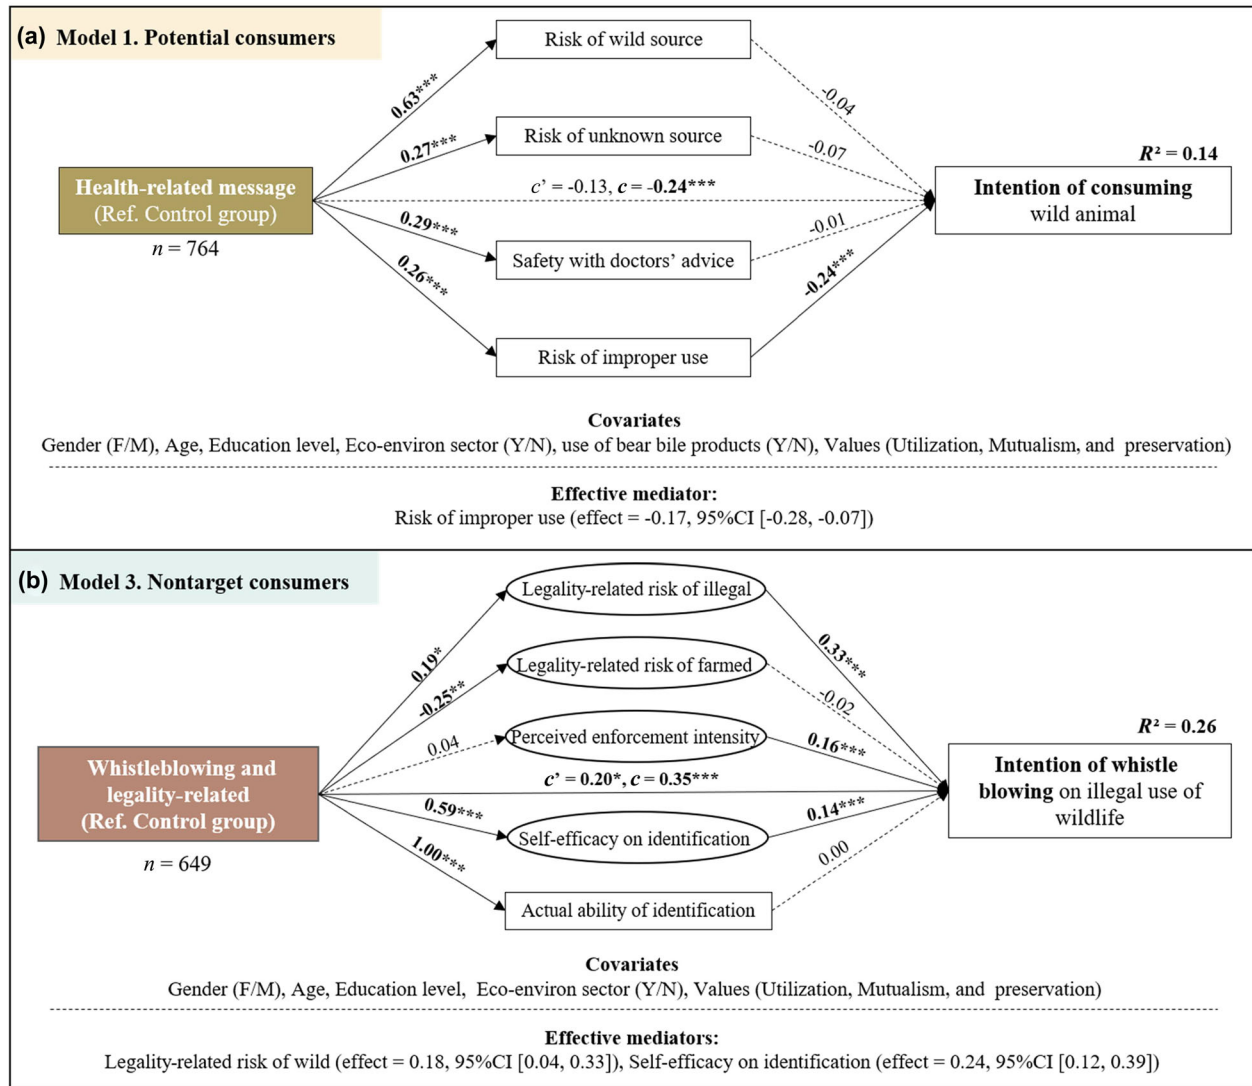 (a) Model 1. Potential consumers
Risk of wild source
0.63***
-0.04
Risk of unknown source
0.27***
-0.07
R² = 0.14
Health-related message
(Ref. Control group)
n = 764
c’ = -0.13, c = -0.24***
Intention of consuming
wild animal
0.29***
-0.01
Safety with doctors’ advice
0.26***
-0.24***
Risk of improper use
Covariates
Gender (F/M), Age, Education level, Eco-environ sector (Y/N), use of bear bile products (Y/N), Values (Utilization, Mutualism, and preservation)
Effective mediator:
Risk of improper use (effect = -0.17, 95%CI [-0.28, -0.07])
(b) Model 3. Nontarget consumers
Legality-related risk of illegal
0.19*
0.33***
Legality-related risk of farmed
-0.25**
-0.02
R² = 0.26
0.04
Perceived enforcement intensity
0.16***
Whistleblowing and
legality-related
(Ref. Control group)
n = 649
c’ = 0.20*, c = 0.35***
Intention of whistle
blowing on illegal use of
wildlife
0.59***
Self-efficacy on identification
0.14***
1.00***
0.00
Actual ability of identification
Covariates
Gender (F/M), Age, Education level, Eco-environ sector (Y/N), Values (Utilization, Mutualism, and preservation)
Effective mediators:
Legality-related risk of wild (effect = 0.18, 95%CI [0.04, 0.33]), Self-efficacy on identification (effect = 0.24, 95%CI [0.12, 0.39])